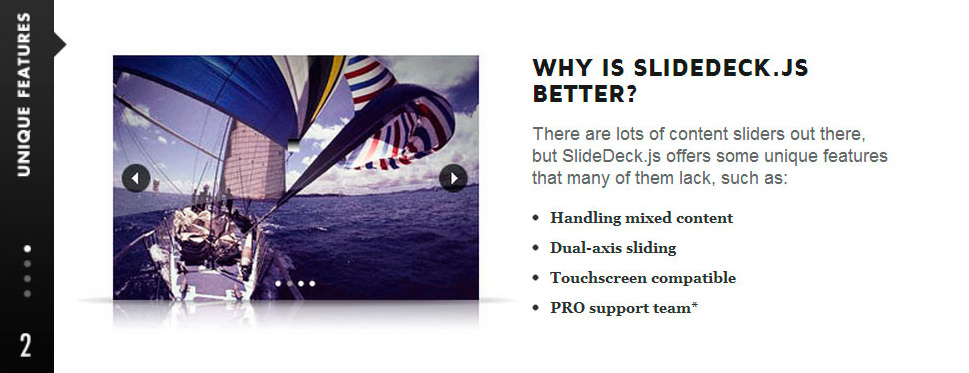 UNIQUE FEATURES
2
WHY IS SLIDEDECK.JS
BETTER?
There are lots of content sliders out there,
but SlideDeck.js offers some unique features
that many of them lack, such as:
• Handling mixed content
• Dual-axis sliding
• Touchscreen compatible
• PRO support team*